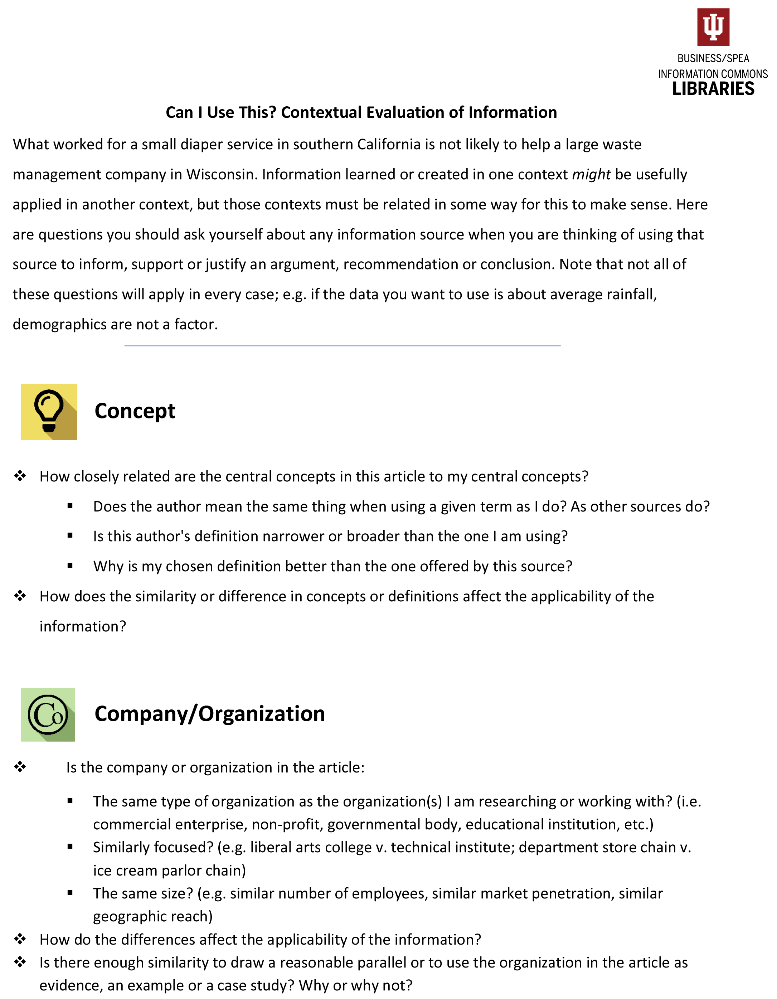 BUSINESS/SPEA
INFORMATION COMMONS
LIBRARIES
Can I Use This? Contextual Evaluation of Information
What worked for a small diaper service in southern California is not likely to help a large waste
management company in Wisconsin. Information learned or created in one context might be usefully
applied in another context, but those contexts must be related in some way for this to make sense. Here
are questions you should ask yourself about any information source when you are thinking of using that
source to inform, support or justify an argument, recommendation or conclusion. Note that not all of
these questions will apply in every case; e.g. if the data you want to use is about average rainfall,
demographics are not a factor.
Concept
❖ How closely related are the central concepts in this article to my central concepts?
▪ Does the author mean the same thing when using a given term as I do? As other sources do?
▪ Is this author's definition narrower or broader than the one I am using?
▪ Why is my chosen definition better than the one offered by this source?
❖ How does the similarity or difference in concepts or definitions affect the applicability of the
information?
Co
Company/Organization
❖ Is the company or organization in the article:
▪ The same type of organization as the organization(s) I am researching or working with? (i.e.
commercial enterprise, non-profit, governmental body, educational institution, etc.)
▪ Similarly focused? (e.g. liberal arts college v. technical institute; department store chain v.
ice cream parlor chain)
▪ The same size? (e.g. similar number of employees, similar market penetration, similar
geographic reach)
❖ How do the differences affect the applicability of the information?
❖ Is there enough similarity to draw a reasonable parallel or to use the organization in the article as
evidence, an example or a case study? Why or why not?